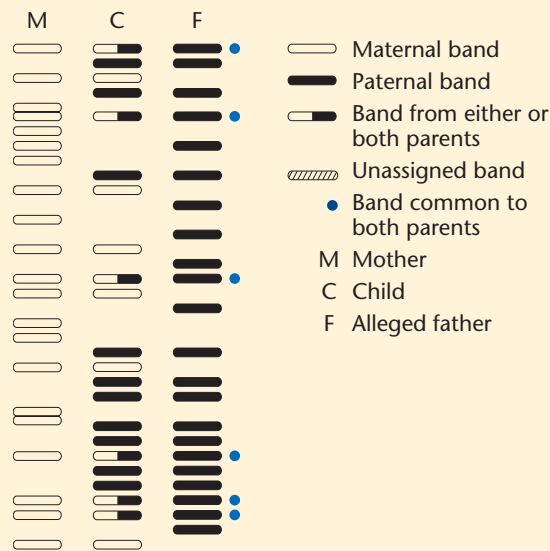 M C F
Maternal band
Paternal band
Band from either or
both parents
Unassigned band
Band common to
both parents
M Mother
C Child
F Alleged father